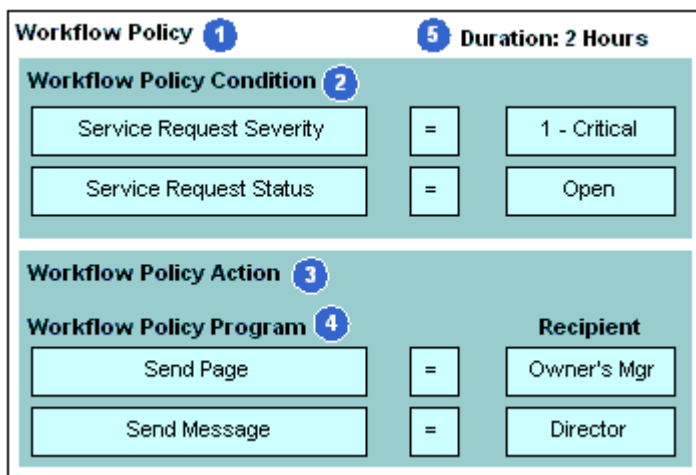 Workflow Policy 1 5 Duration: 2 Hours
Workflow Policy Condition 2
Service Request Severity = 1 - Critical
Service Request Status = Open
Workflow Policy Action 3
Workflow Policy Program 4 Recipient
Send Page = Owner's Mgr
Send Message = Director